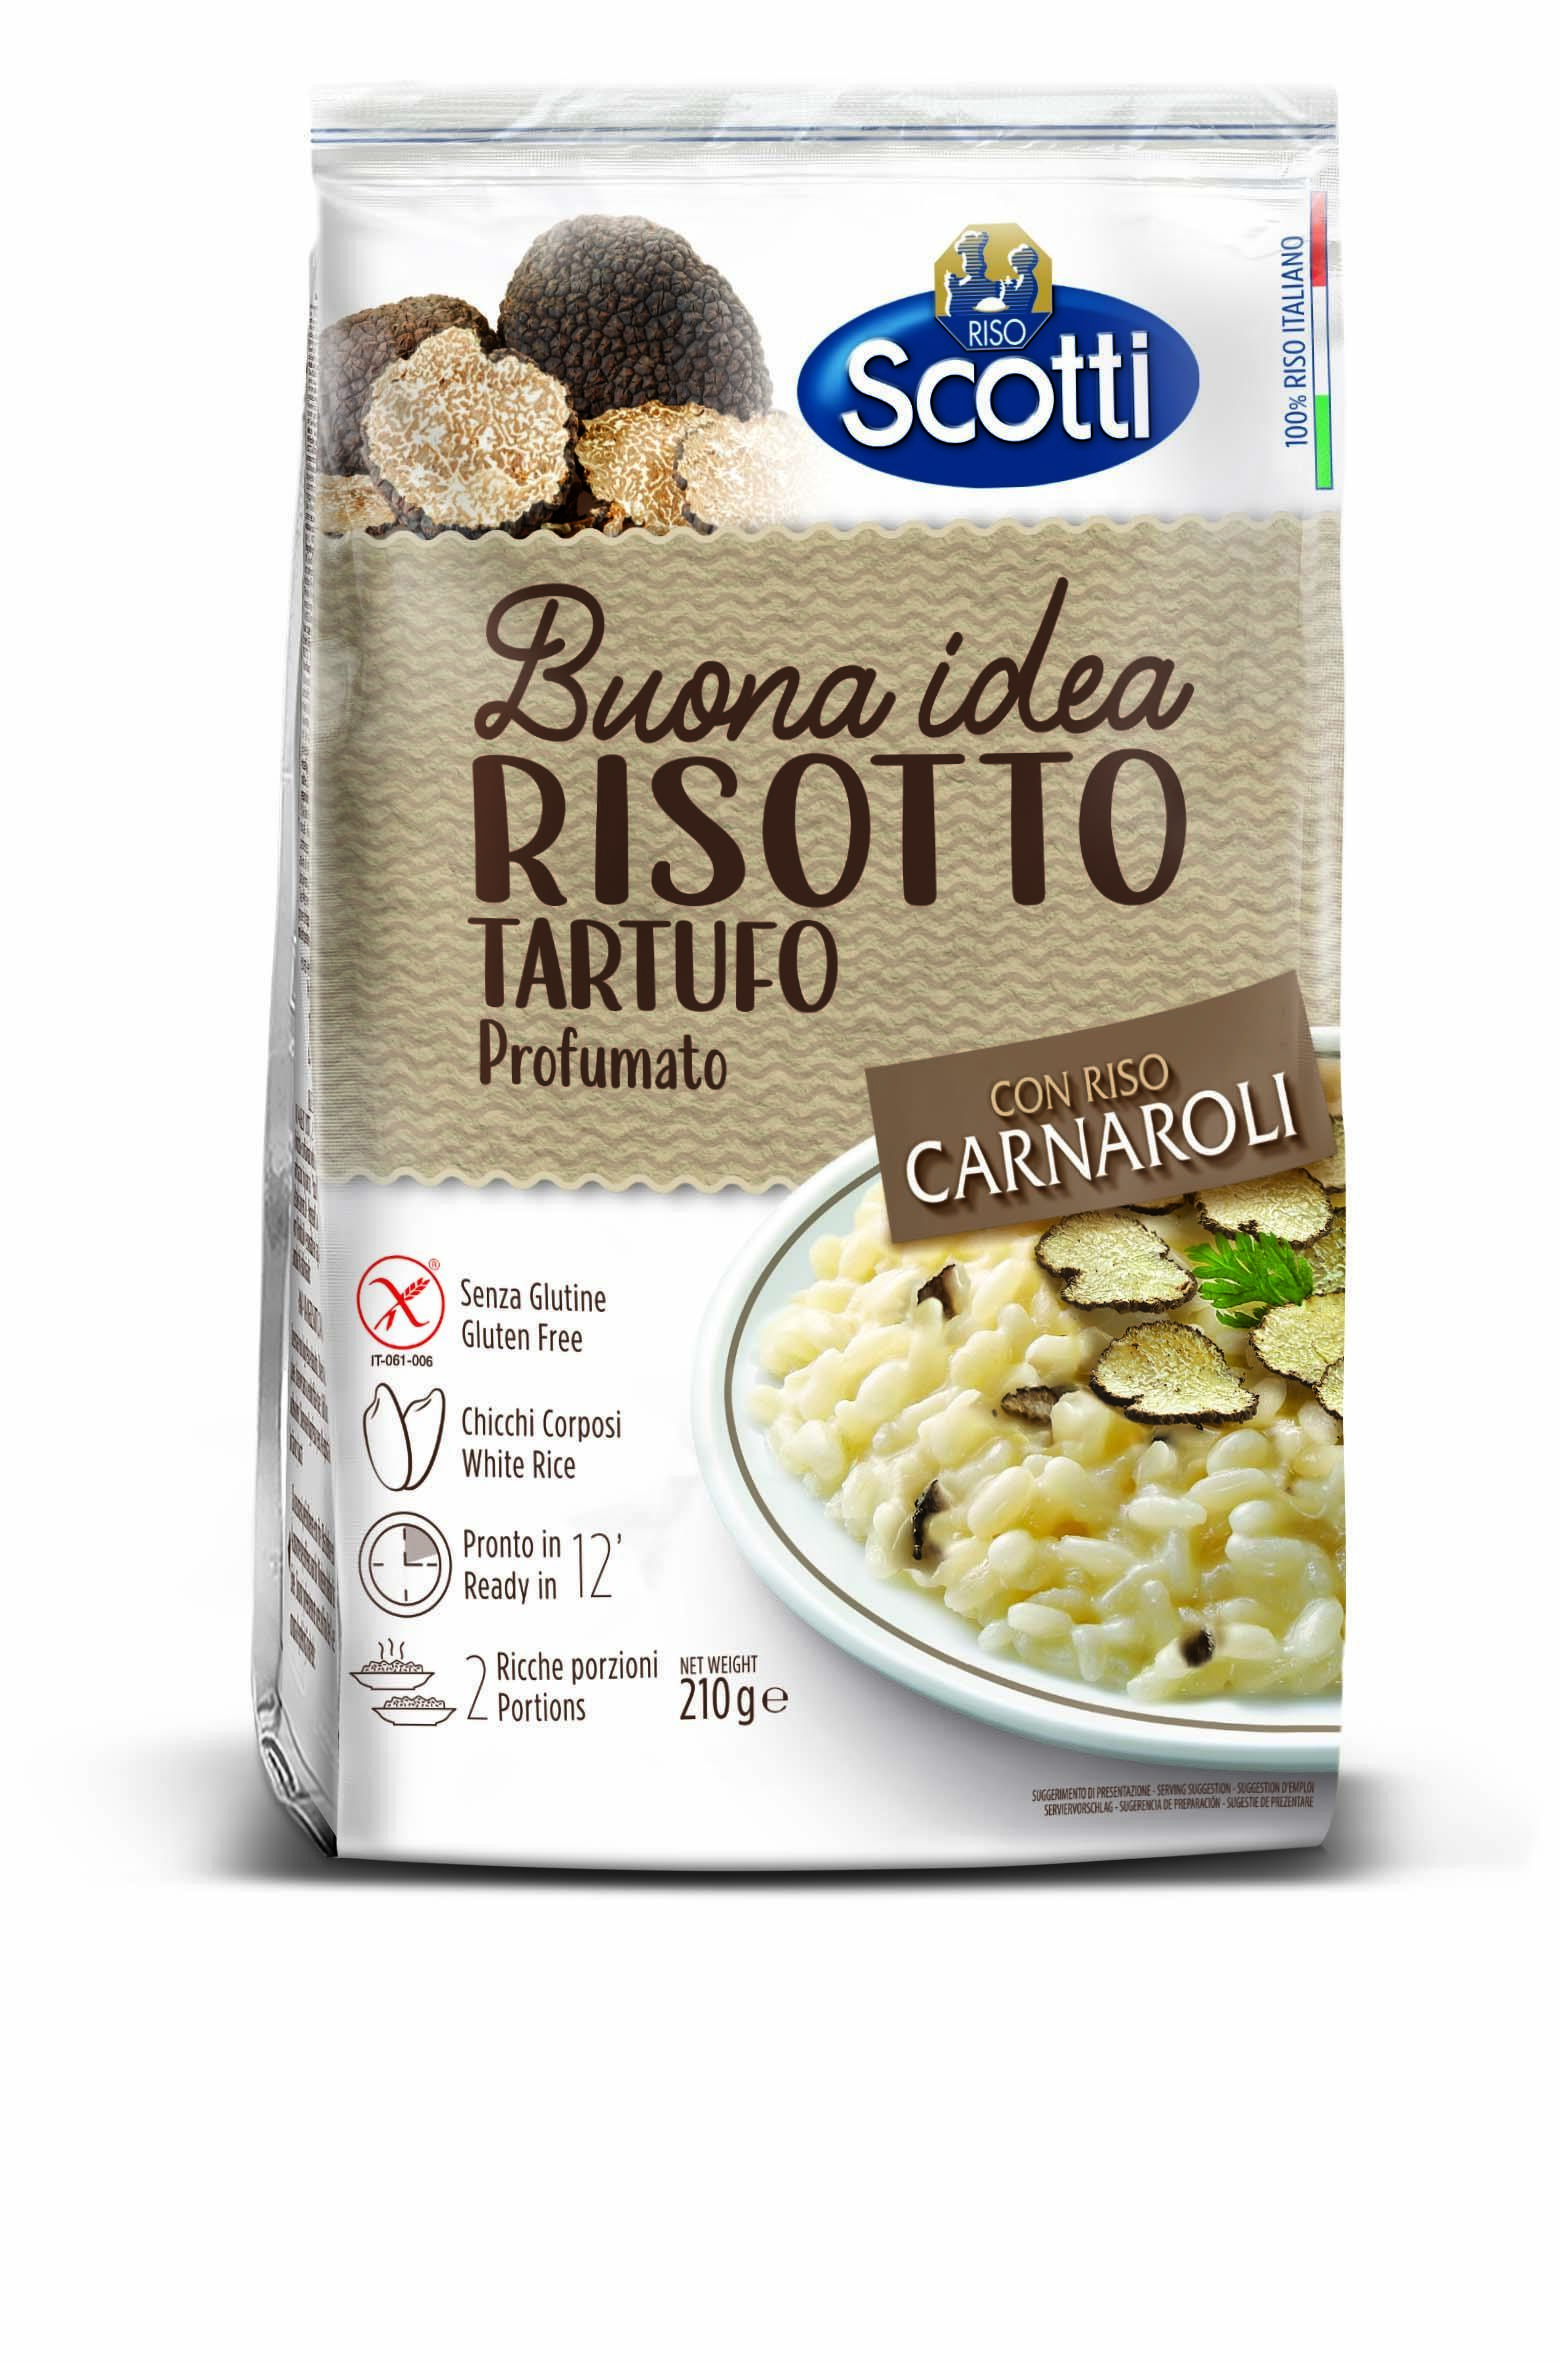 RISO
Scotti
100% RISO ITALIANO
Buona idea
RISOTTO
TARTUFO
Profumato
CON RISO
CARNAROLI
IT-061-006
®
Senza Glutine
Gluten Free
Chicchi Corposi
White Rice
Pronto in
Ready in 12'
2 Ricche porzioni
Portions
NET WEIGHT
210 g e
SUGGERIMENTO DI PRESENTAZIONE - SERVING SUGGESTION - SUGGESTION D'EMPLOI
SERVIERVORSCHLAG - SUGERENCIA DE PREPARACIÓN - SUGESTIE DE PREZENTARE